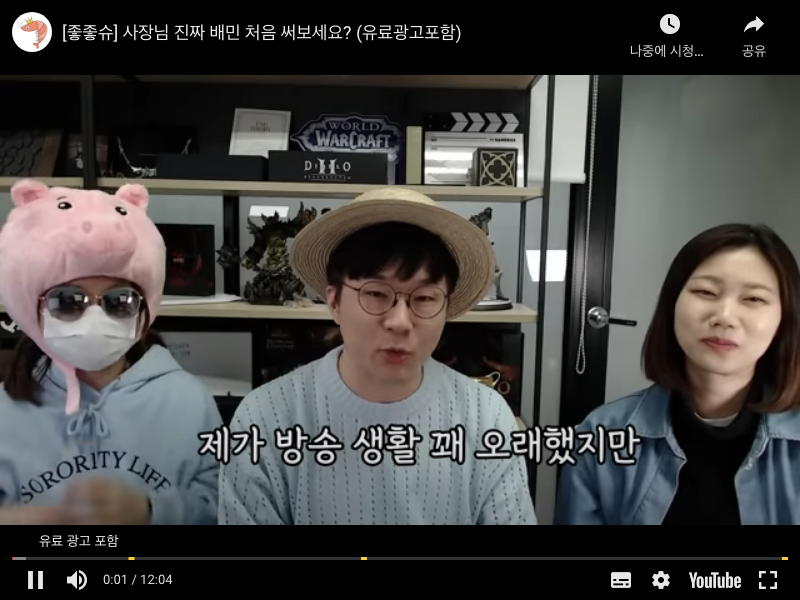 [좋좋슈] 사장님 진짜 배민 처음 써보세요? (유료광고포함)
나중에 시청...
공유
WORLD
WARCRAFT
DIABLO
II
제가 방송 생활 꽤 오래했지만
SORORITY LIFE
유료 광고 포함
0:01 / 12:04
YouTube